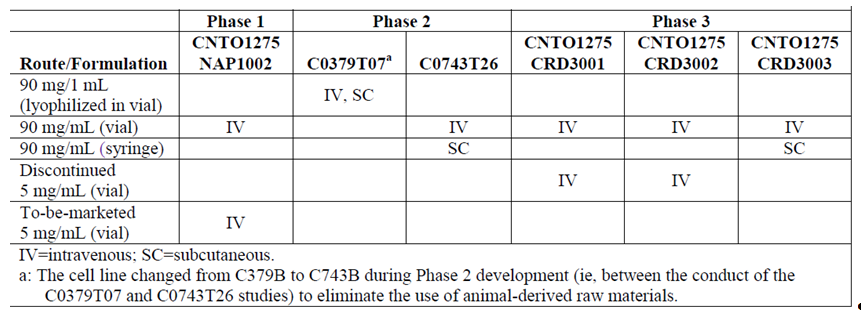 Phase 1 Phase 2 Phase 3
CNTO1275 CNTO1275 CNTO1275 CNTO1275
Route/Formulation NAP1002 C0379T07a C0743T26 CRD3001 CRD3002 CRD3003
90 mg/1 mL
(lyophilized in vial) IV, SC
90 mg/mL (vial) IV IV IV IV IV
90 mg/mL (syringe) SC SC
Discontinued
5 mg/mL (vial) IV IV
To-be-marketed
5 mg/mL (vial) IV
IV=intravenous; SC=subcutaneous.
a: The cell line changed from C379B to C743B during Phase 2 development (ie, between the conduct of the
C0379T07 and C0743T26 studies) to eliminate the use of animal-derived raw materials.